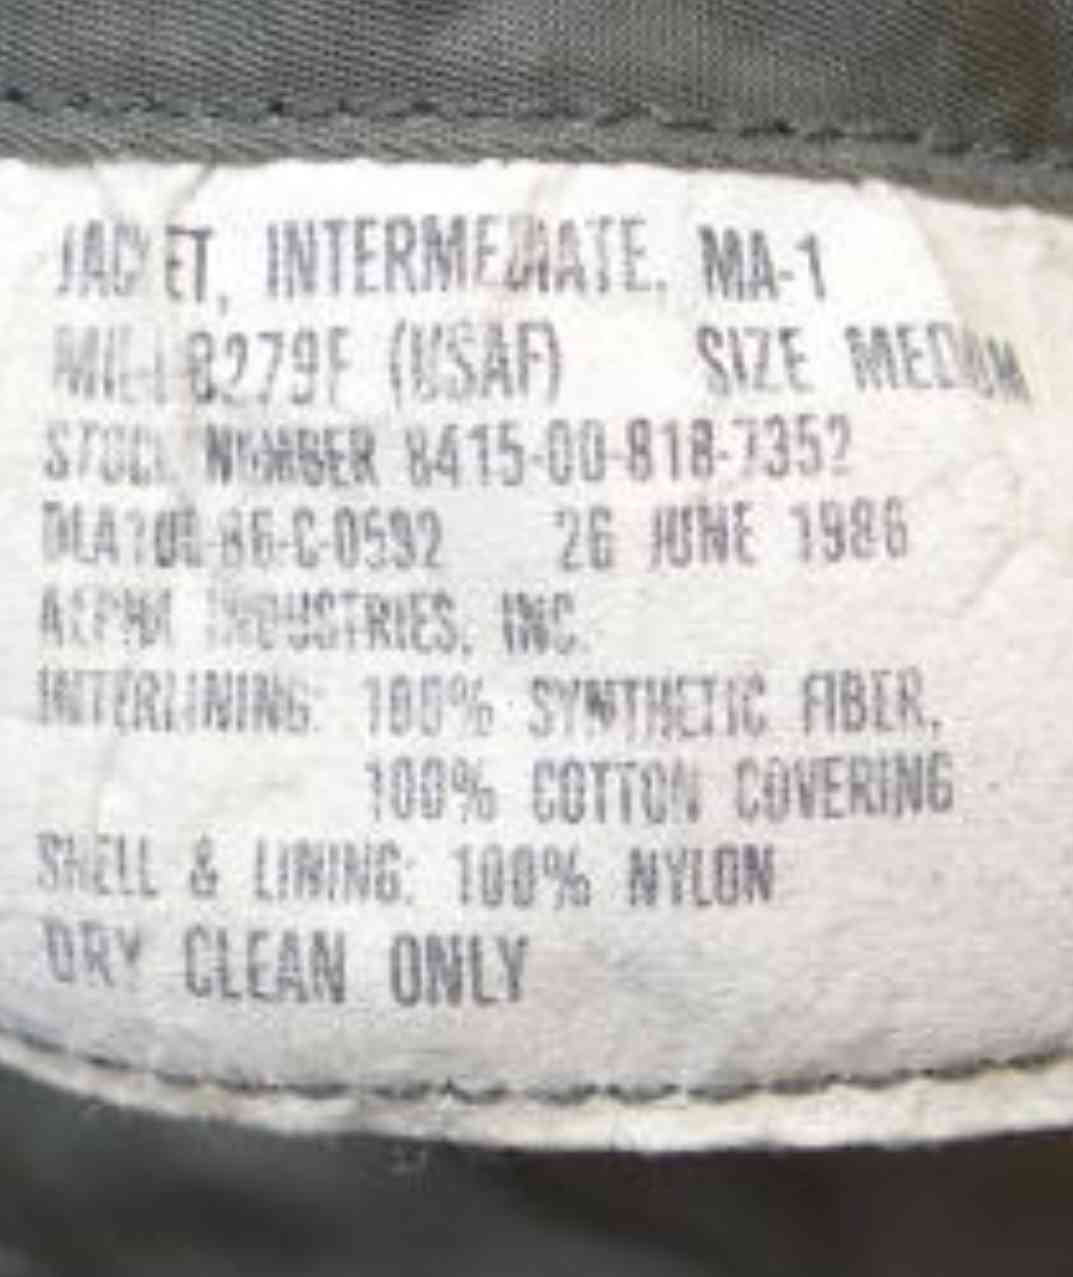 JACKET, INTERMEDIATE, MA-1
MIL-J-8279F (USAF) SIZE MEDIUM
STOCK NUMBER 8415-00-818-7352
DLA100-86-C-0592 26 JUNE 1986
ALPHA INDUSTRIES, INC.
INTERLINING: 100% SYNTHETIC FIBER,
100% COTTON COVERING
SHELL & LINING: 100% NYLON
DRY CLEAN ONLY